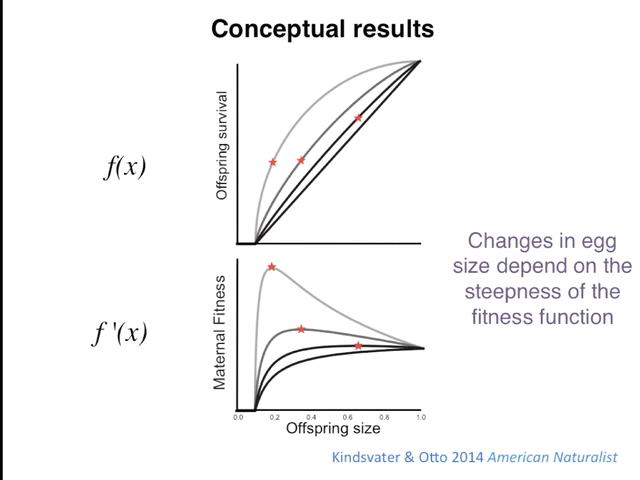 Conceptual results
Offspring survival
f(x)
Changes in egg
size depend on the
steepness of the
fitness function
Maternal Fitness
f '(x)
0.0 0.2 0.4 0.6 0.8 1.0
Offspring size
Kindsvater & Otto 2014 American Naturalist